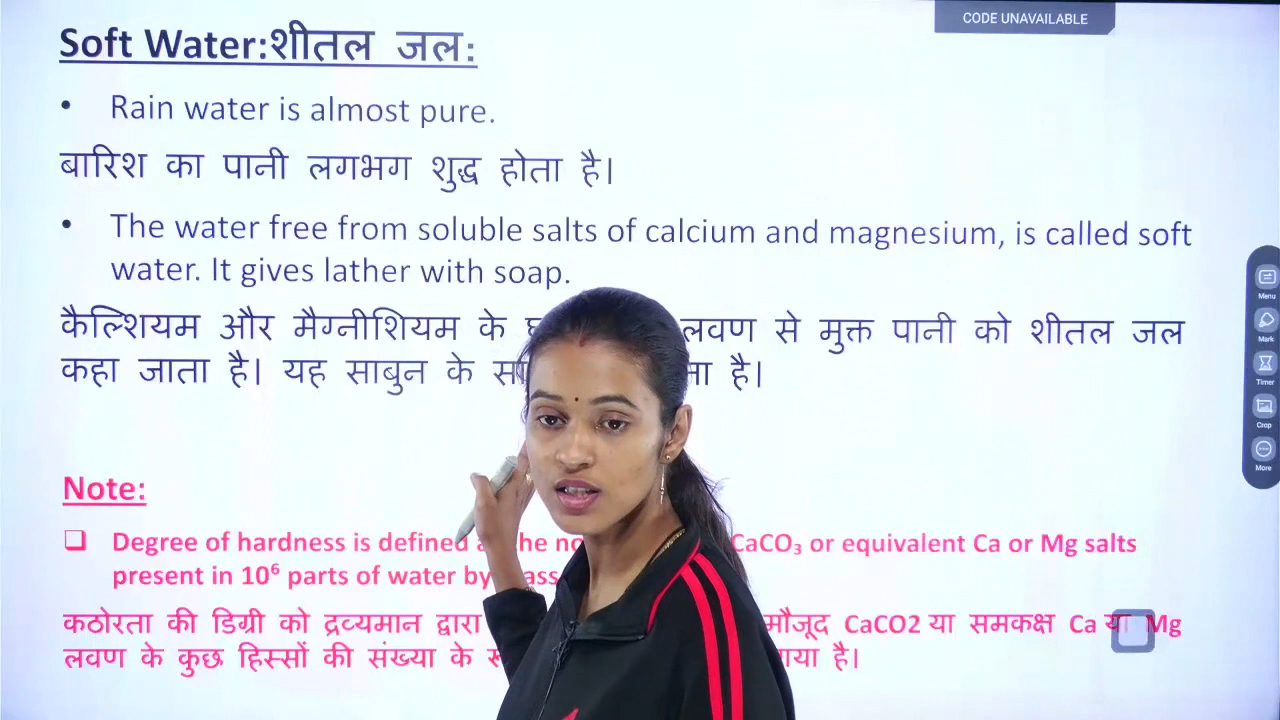 CODE UNAVAILABLE
Soft Water:शीतल जल:
• Rain water is almost pure.
बारिश का पानी लगभग शुद्ध होता है।
• The water free from soluble salts of calcium and magnesium, is called soft
water. It gives lather with soap.
कैल्शियम और मैग्नीशियम के लवण से मुक्त पानी को शीतल जल
कहा जाता है। यह साबुन के है।
Note:
❑ Degree of hardness is defined CaCO₃ or equivalent Ca or Mg salts
present in 10⁶ parts of water by
कठोरता की डिग्री को द्रव्यमान द्वारा मौजूद CaCO2 या समकक्ष Ca या Mg
लवण के कुछ हिस्सों की संख्या के है।
Menu
Mark
Timer
Crop
More